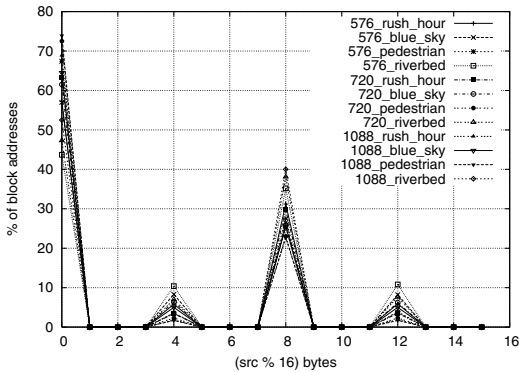 80
70
60
50
40
30
20
10
0
% of block addresses
0 2 4 6 8 10 12 14 16
(src % 16) bytes
576_rush_hour
576_blue_sky
576_pedestrian
576_riverbed
720_rush_hour
720_blue_sky
720_pedestrian
720_riverbed
1088_rush_hour
1088_blue_sky
1088_pedestrian
1088_riverbed